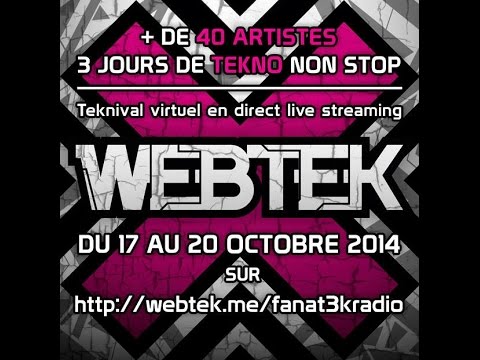 + DE 40 ARTISTES
3 JOURS DE TEKNO NON STOP
Teknival virtuel en direct live streaming
WEBTEK
DU 17 AU 20 OCTOBRE 2014
SUR
http://webtek.me/fanat3kradio